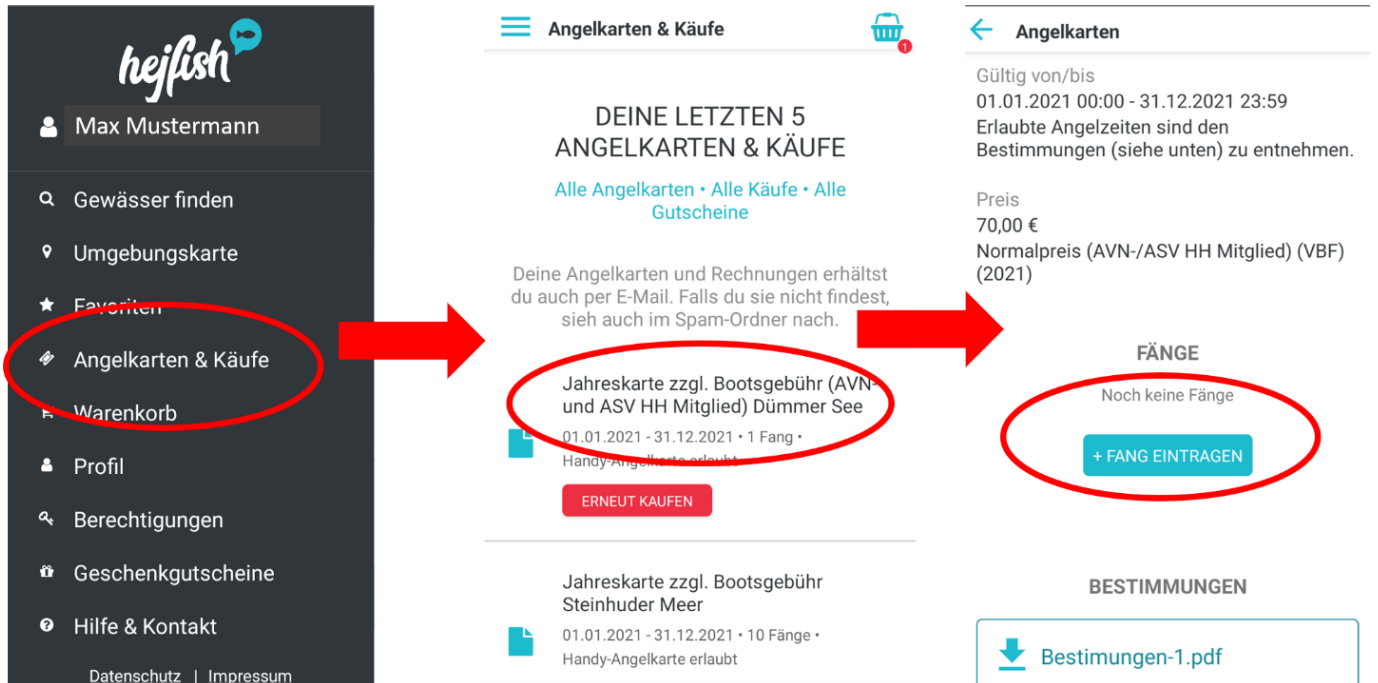 hejfish
Max Mustermann
Gewässer finden
Umgebungskarte
Favoriten
Angelkarten & Käufe
Warenkorb
Profil
Berechtigungen
Geschenkgutscheine
Hilfe & Kontakt
Datenschutz | Impressum
Angelkarten & Käufe
1
DEINE LETZTEN 5
ANGELKARTEN & KÄUFE
Alle Angelkarten • Alle Käufe • Alle
Gutscheine
Deine Angelkarten und Rechnungen erhältst
du auch per E-Mail. Falls du sie nicht findest,
sieh auch im Spam-Ordner nach.
Jahreskarte zzgl. Bootsgebühr (AVN-
und ASV HH Mitglied) Dümmer See
01.01.2021 - 31.12.2021 • 1 Fang •
Handy-Angelkarte erlaubt
ERNEUT KAUFEN
Jahreskarte zzgl. Bootsgebühr
Steinhuder Meer
01.01.2021 - 31.12.2021 • 10 Fänge •
Handy-Angelkarte erlaubt
Angelkarten
Gültig von/bis
01.01.2021 00:00 - 31.12.2021 23:59
Erlaubte Angelzeiten sind den
Bestimmungen (siehe unten) zu entnehmen.
Preis
70,00 €
Normalpreis (AVN-/ASV HH Mitglied) (VBF)
(2021)
FÄNGE
Noch keine Fänge
+ FANG EINTRAGEN
BESTIMMUNGEN
Bestimungen-1.pdf